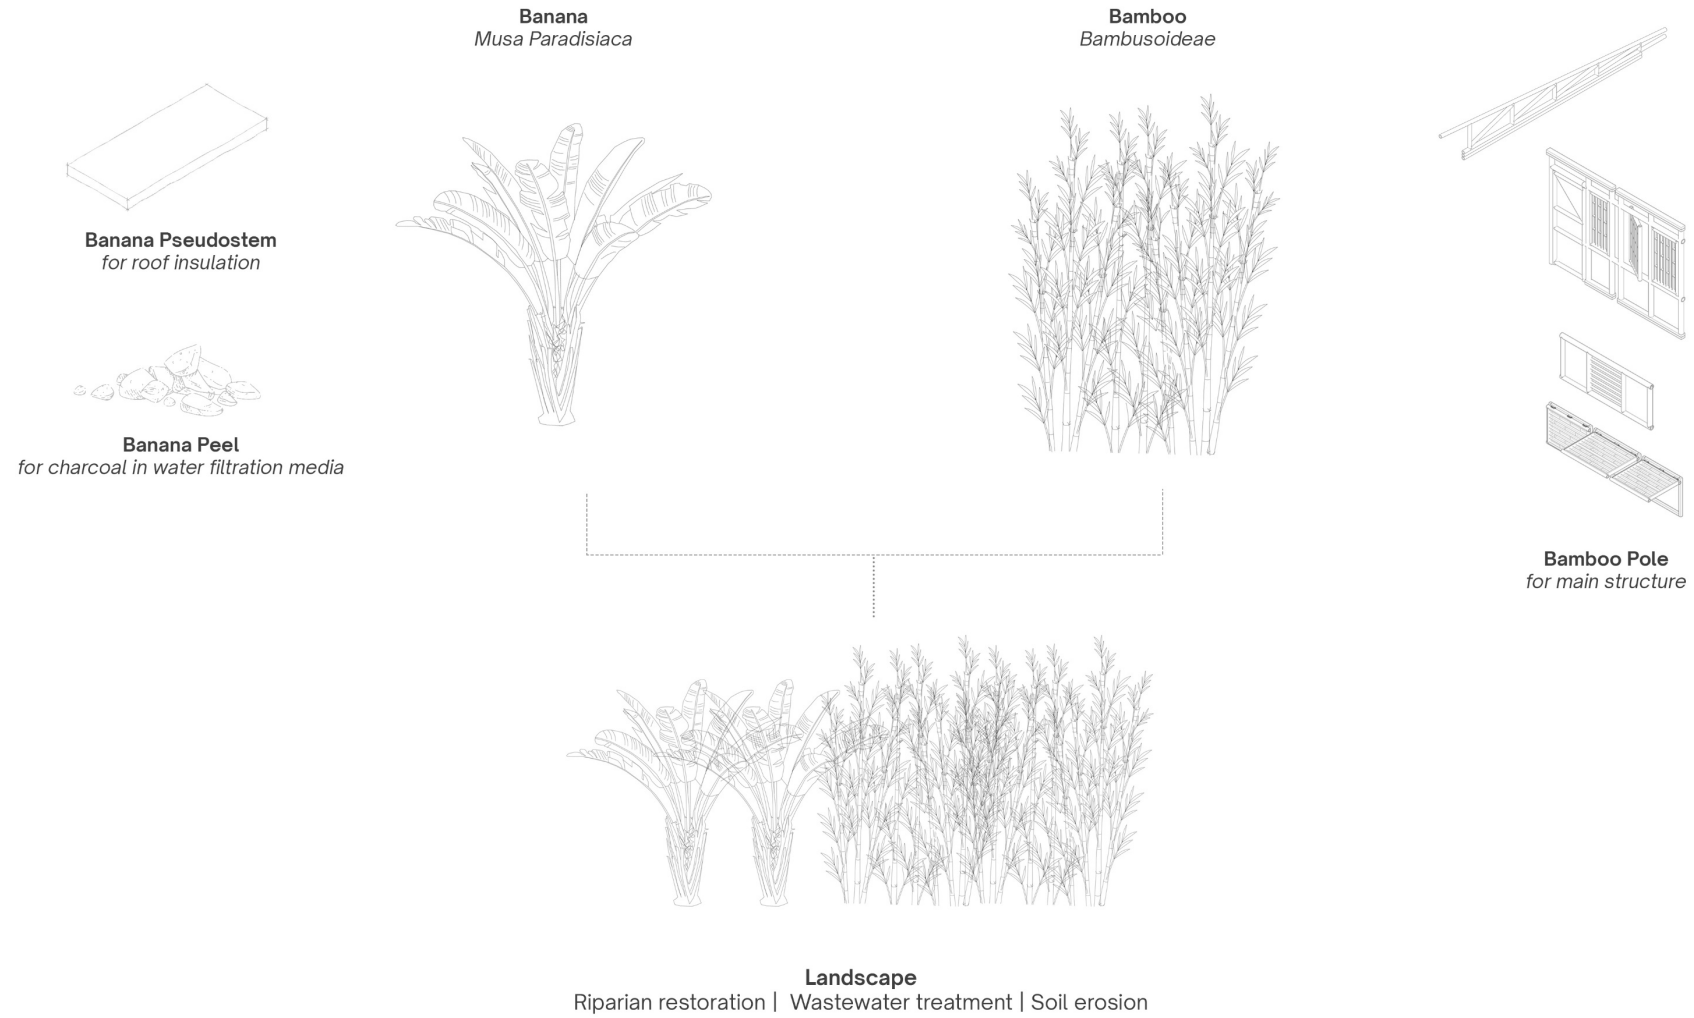 Banana
Musa Paradisiaca
Bamboo
Bambusoideae
Banana Pseudostem
for roof insulation
Banana Peel
for charcoal in water filtration media
Bamboo Pole
for main structure
Landscape
Riparian restoration | Wastewater treatment | Soil erosion